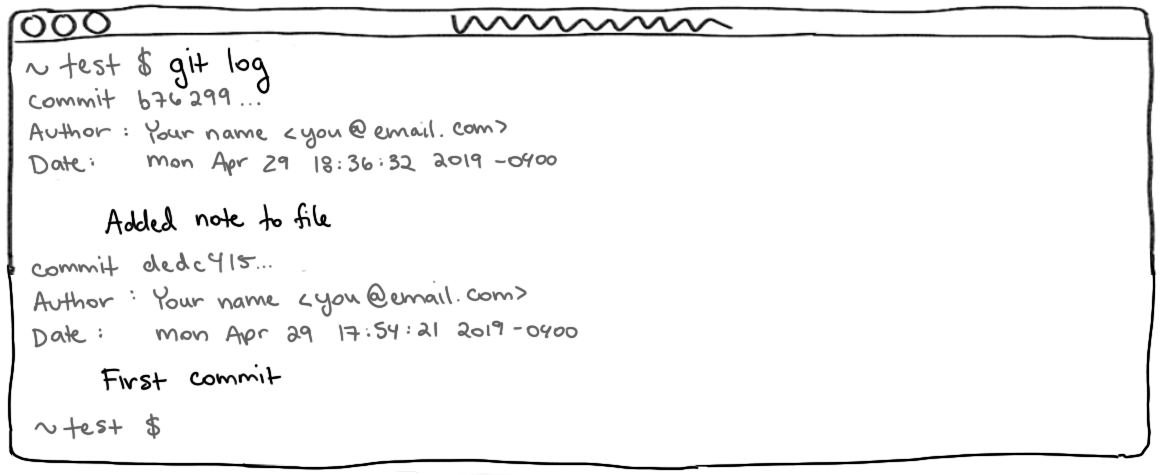 ~ test $ git log
commit b76299...
Author: Your name <you@email.com>
Date: Mon Apr 29 18:36:32 2019 -0400
Added note to file
commit dedc415...
Author: Your name <you@email.com>
Date: Mon Apr 29 17:54:21 2019 -0400
First commit
~ test $